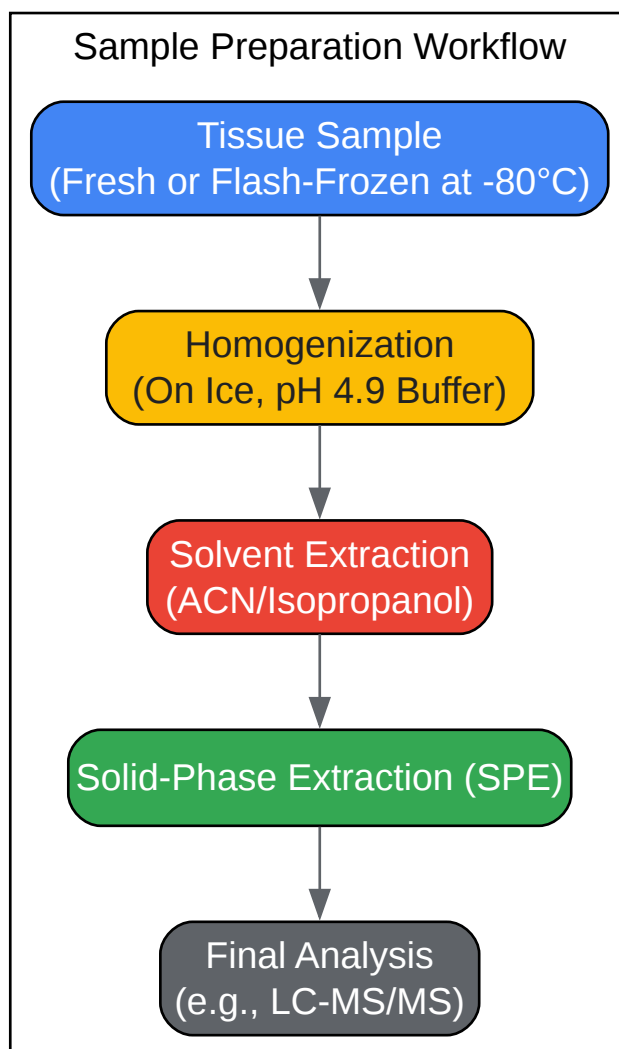 Sample Preparation Workflow
Tissue Sample
(Fresh or Flash-Frozen at -80°C)
Homogenization
(On Ice, pH 4.9 Buffer)
Solvent Extraction
(ACN/Isopropanol)
Solid-Phase Extraction (SPE)
Final Analysis
(e.g., LC-MS/MS)